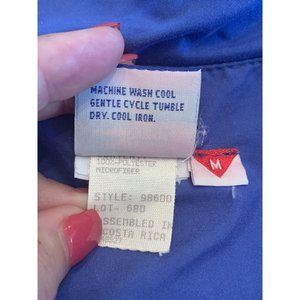 MACHINE WASH COOL
GENTLE CYCLE TUMBLE
DRY. COOL IRON.
100% POLYESTER
MICROFIBER
STYLE: 98600
LOT- 680
ASSEMBLED IN
COSTA RICA
M